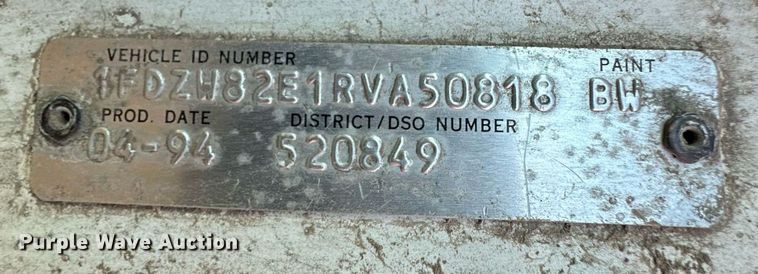 VEHICLE ID NUMBER PAINT
1FDZW82E1RVA50818 BW
PROD. DATE DISTRICT/DSO NUMBER
04-94 520849
Purple Wave Auction